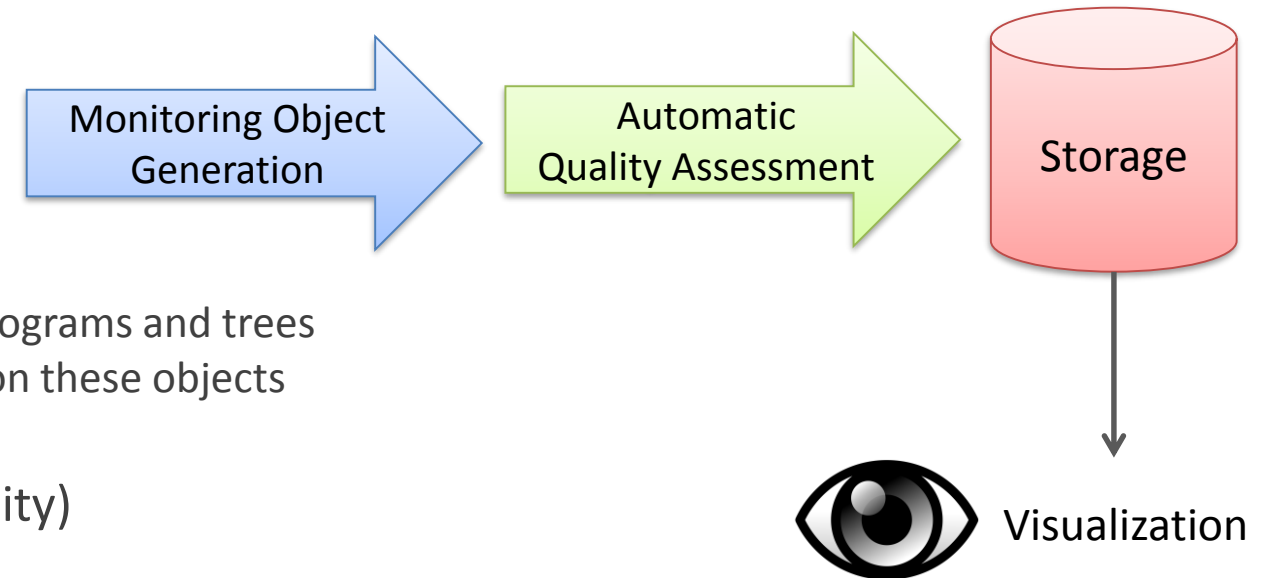 Monitoring Object
Generation
Automatic
Quality Assessment
Storage
ograms and trees
on these objects
ity)
Visualization